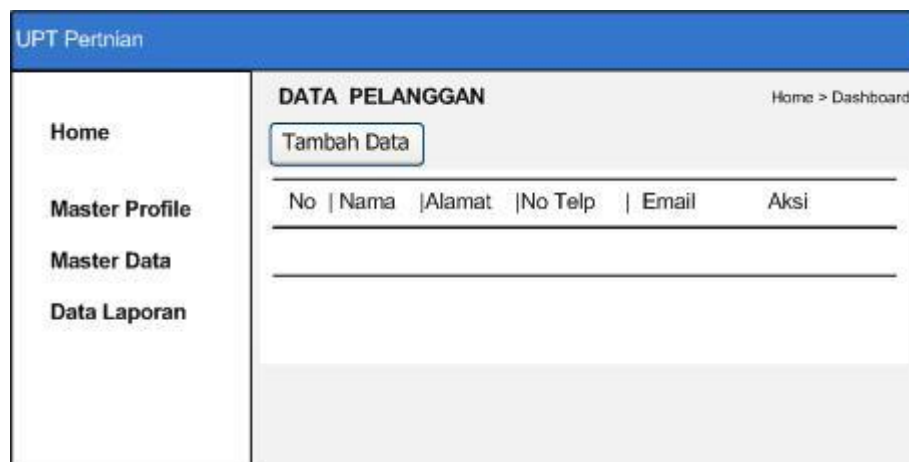 UPT Pertnian
Home
Master Profile
Master Data
Data Laporan
DATA PELANGGAN
Home > Dashboard
Tambah Data
No | Nama |Alamat |No Telp | Email Aksi